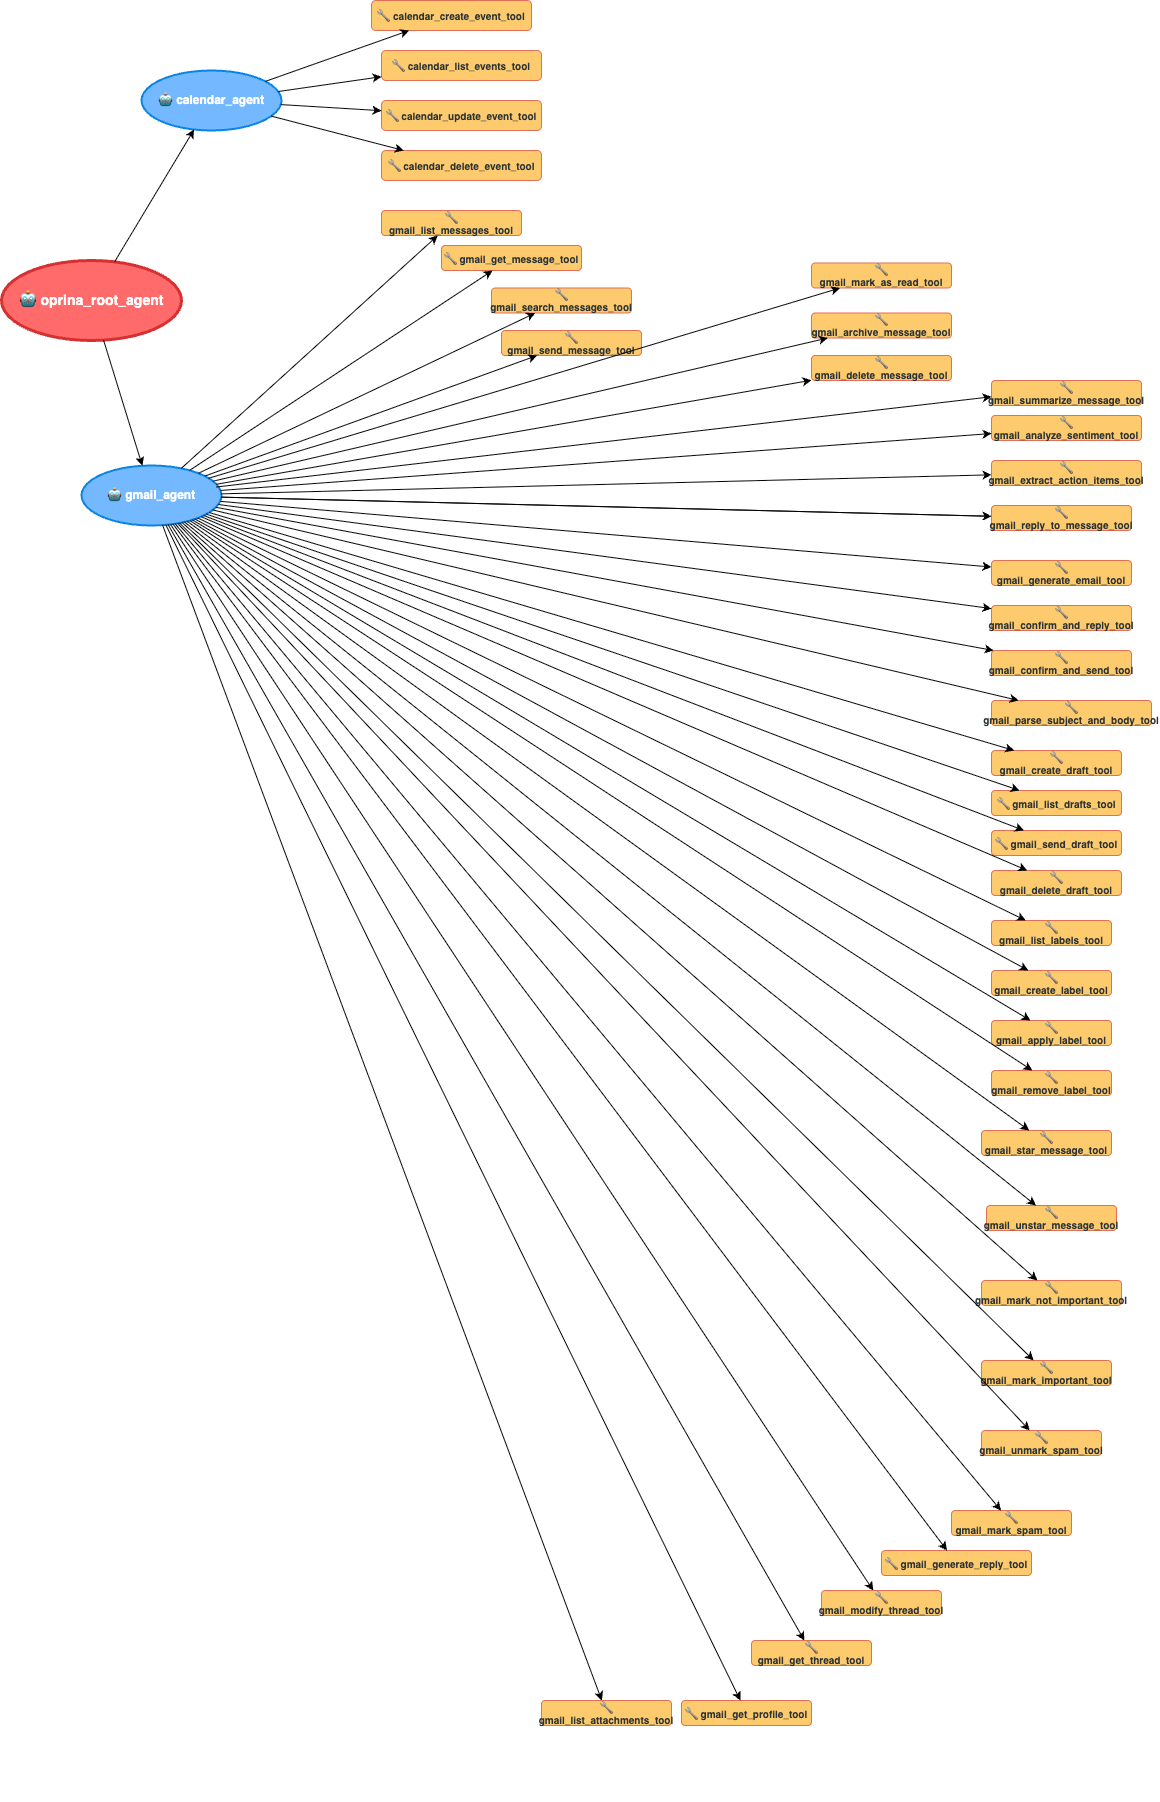 calendar_create_event_tool
calendar_list_events_tool
calendar_agent
calendar_update_event_tool
calendar_delete_event_tool
gmail_list_messages_tool
gmail_get_message_tool
gmail_mark_as_read_tool
oprina_root_agent
gmail_search_messages_tool
gmail_archive_message_tool
gmail_send_message_tool
gmail_delete_message_tool
gmail_summarize_message_tool
gmail_analyze_sentiment_tool
gmail_extract_action_items_tool
gmail_agent
gmail_reply_to_message_tool
gmail_generate_email_tool
gmail_confirm_and_reply_tool
gmail_confirm_and_send_tool
gmail_parse_subject_and_body_tool
gmail_create_draft_tool
gmail_list_drafts_tool
gmail_send_draft_tool
gmail_delete_draft_tool
gmail_list_labels_tool
gmail_create_label_tool
gmail_apply_label_tool
gmail_remove_label_tool
gmail_star_message_tool
gmail_unstar_message_tool
gmail_mark_not_important_tool
gmail_mark_important_tool
gmail_unmark_spam_tool
gmail_mark_spam_tool
gmail_generate_reply_tool
gmail_modify_thread_tool
gmail_get_thread_tool
gmail_list_attachments_tool
gmail_get_profile_tool